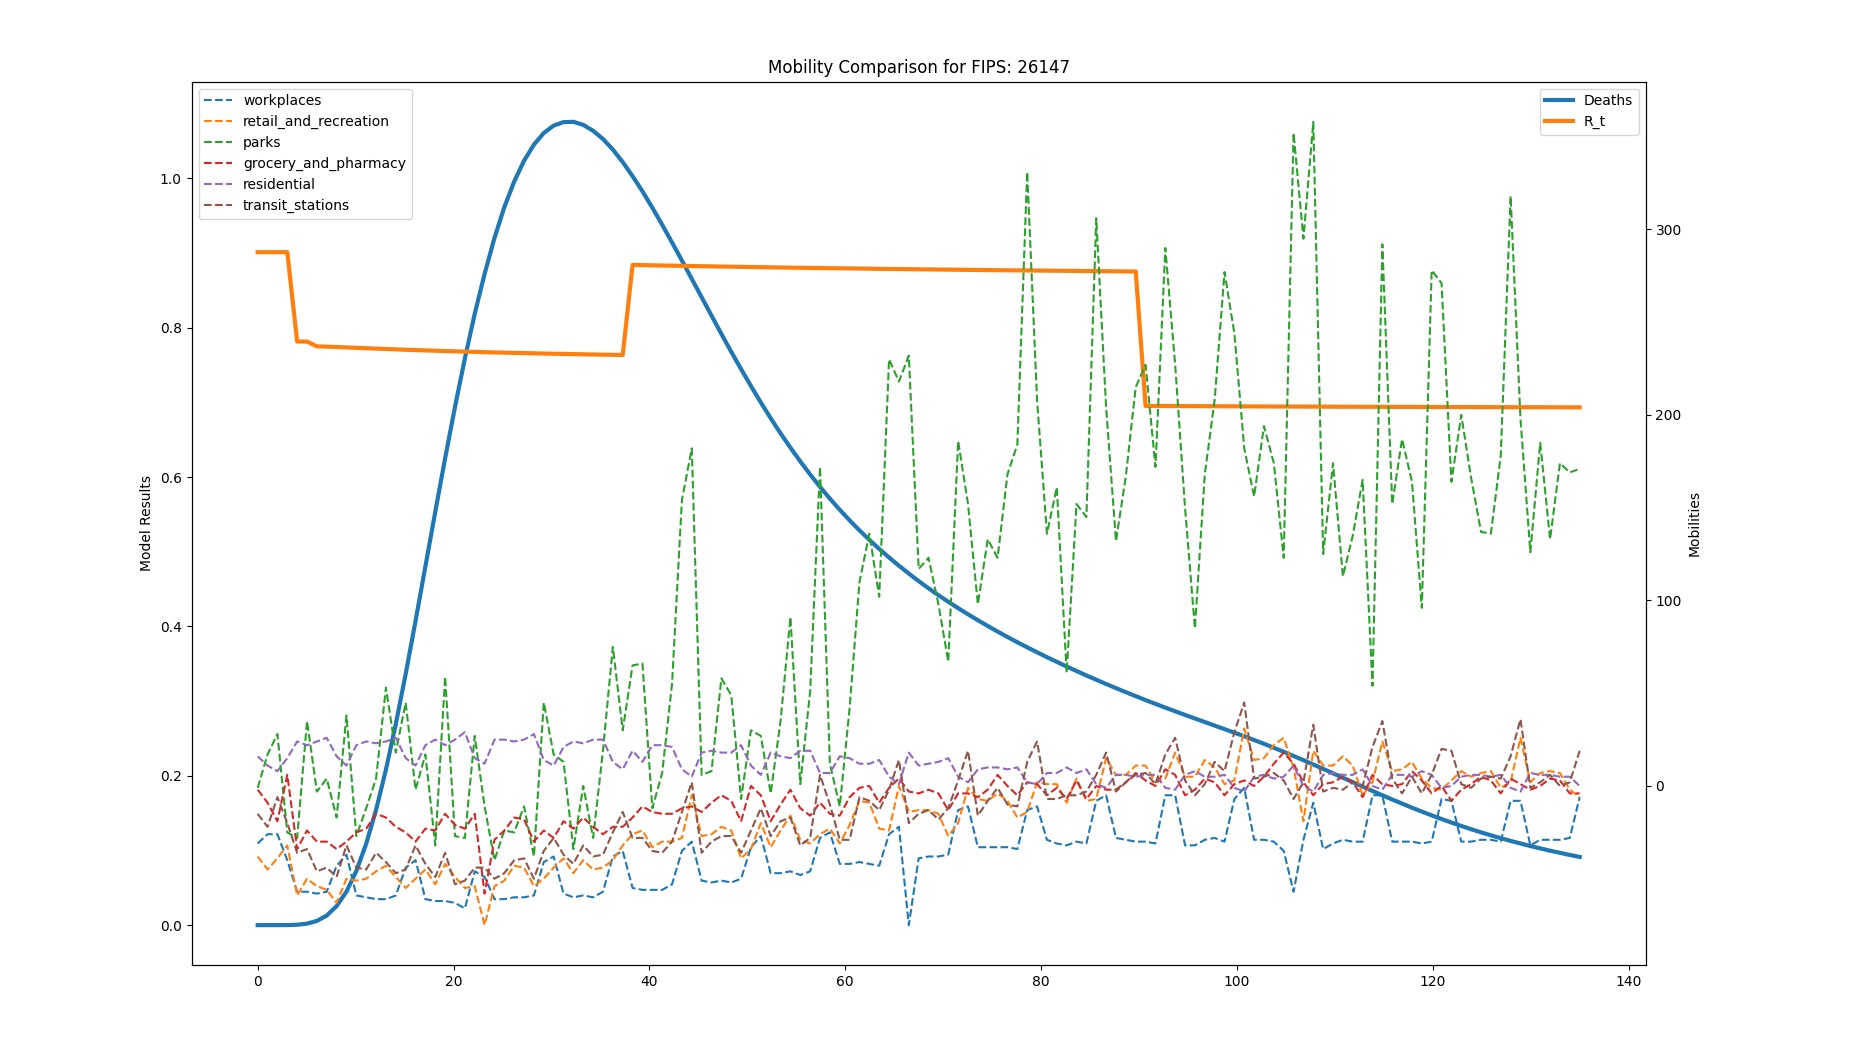 Mobility Comparison for FIPS: 26147
workplaces
retail_and_recreation
parks
grocery_and_pharmacy
residential
transit_stations
Deaths
R_t
Model Results
1.0
0.8
0.6
0.4
0.2
0.0
Mobilities
300
200
100
0
0 20 40 60 80 100 120 140